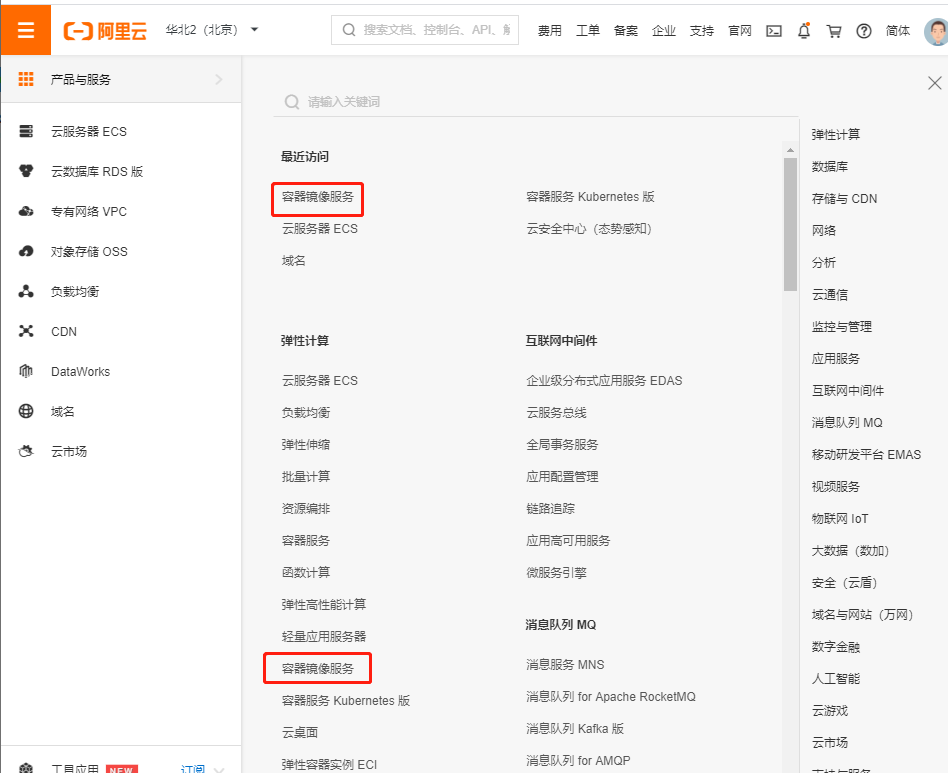 阿里云 华北2（北京） 搜索文档、控制台、API、 费用 工单 备案 企业 支持 官网 简体
产品与服务
云服务器 ECS
云数据库 RDS 版
专有网络 VPC
对象存储 OSS
负载均衡
CDN
DataWorks
域名
云市场
工具应用 NEW 订阅
请输入关键词
最近访问
容器镜像服务 容器服务 Kubernetes 版
云服务器 ECS 云安全中心（态势感知）
域名
弹性计算
云服务器 ECS
负载均衡
弹性伸缩
批量计算
资源编排
容器服务
函数计算
弹性高性能计算
轻量应用服务器
容器镜像服务
容器服务 Kubernetes 版
云桌面
弹性容器实例 ECI
互联网中间件
企业级分布式应用服务 EDAS
云服务总线
全局事务服务
应用配置管理
链路追踪
应用高可用服务
微服务引擎
消息队列 MQ
消息服务 MNS
消息队列 for Apache RocketMQ
消息队列 Kafka 版
消息队列 for AMQP
弹性计算
数据库
存储与 CDN
网络
分析
云通信
监控与管理
应用服务
互联网中间件
消息队列 MQ
移动研发平台 EMAS
视频服务
物联网 IoT
大数据（数加）
安全（云盾）
域名与网站（万网）
数字金融
人工智能
云游戏
云市场
支持与服务